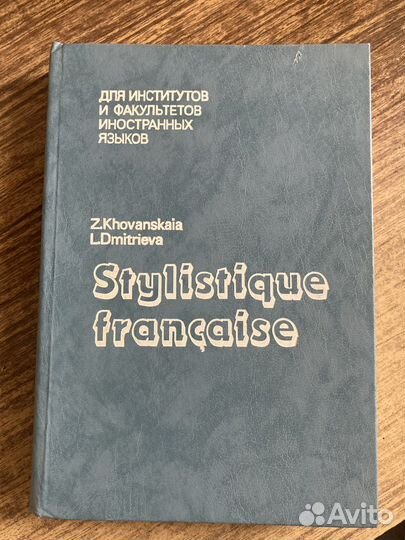 ДЛЯ ИНСТИТУТОВ
И ФАКУЛЬТЕТОВ
ИНОСТРАННЫХ
ЯЗЫКОВ
Z.Khovanskaia
L.Dmitrieva
Stylistique
française
Avito